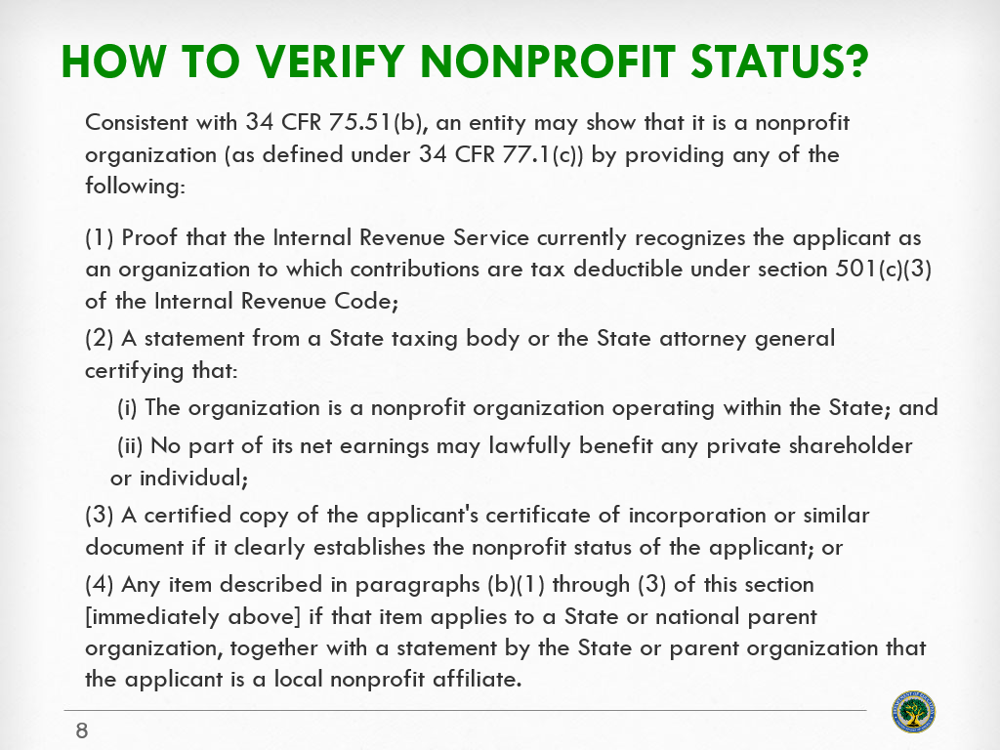 HOW TO VERIFY NONPROFIT STATUS?
Consistent with 34 CFR 75.51(b), an entity may show that it is a nonprofit
organization (as defined under 34 CFR 77.1(c)) by providing any of the
following:
(1) Proof that the Internal Revenue Service currently recognizes the applicant as
an organization to which contributions are tax deductible under section 501(c)(3)
of the Internal Revenue Code;
(2) A statement from a State taxing body or the State attorney general
certifying that:
(i) The organization is a nonprofit organization operating within the State; and
(ii) No part of its net earnings may lawfully benefit any private shareholder
or individual;
(3) A certified copy of the applicant's certificate of incorporation or similar
document if it clearly establishes the nonprofit status of the applicant; or
(4) Any item described in paragraphs (b)(1) through (3) of this section
[immediately above] if that item applies to a State or national parent
organization, together with a statement by the State or parent organization that
the applicant is a local nonprofit affiliate.
8